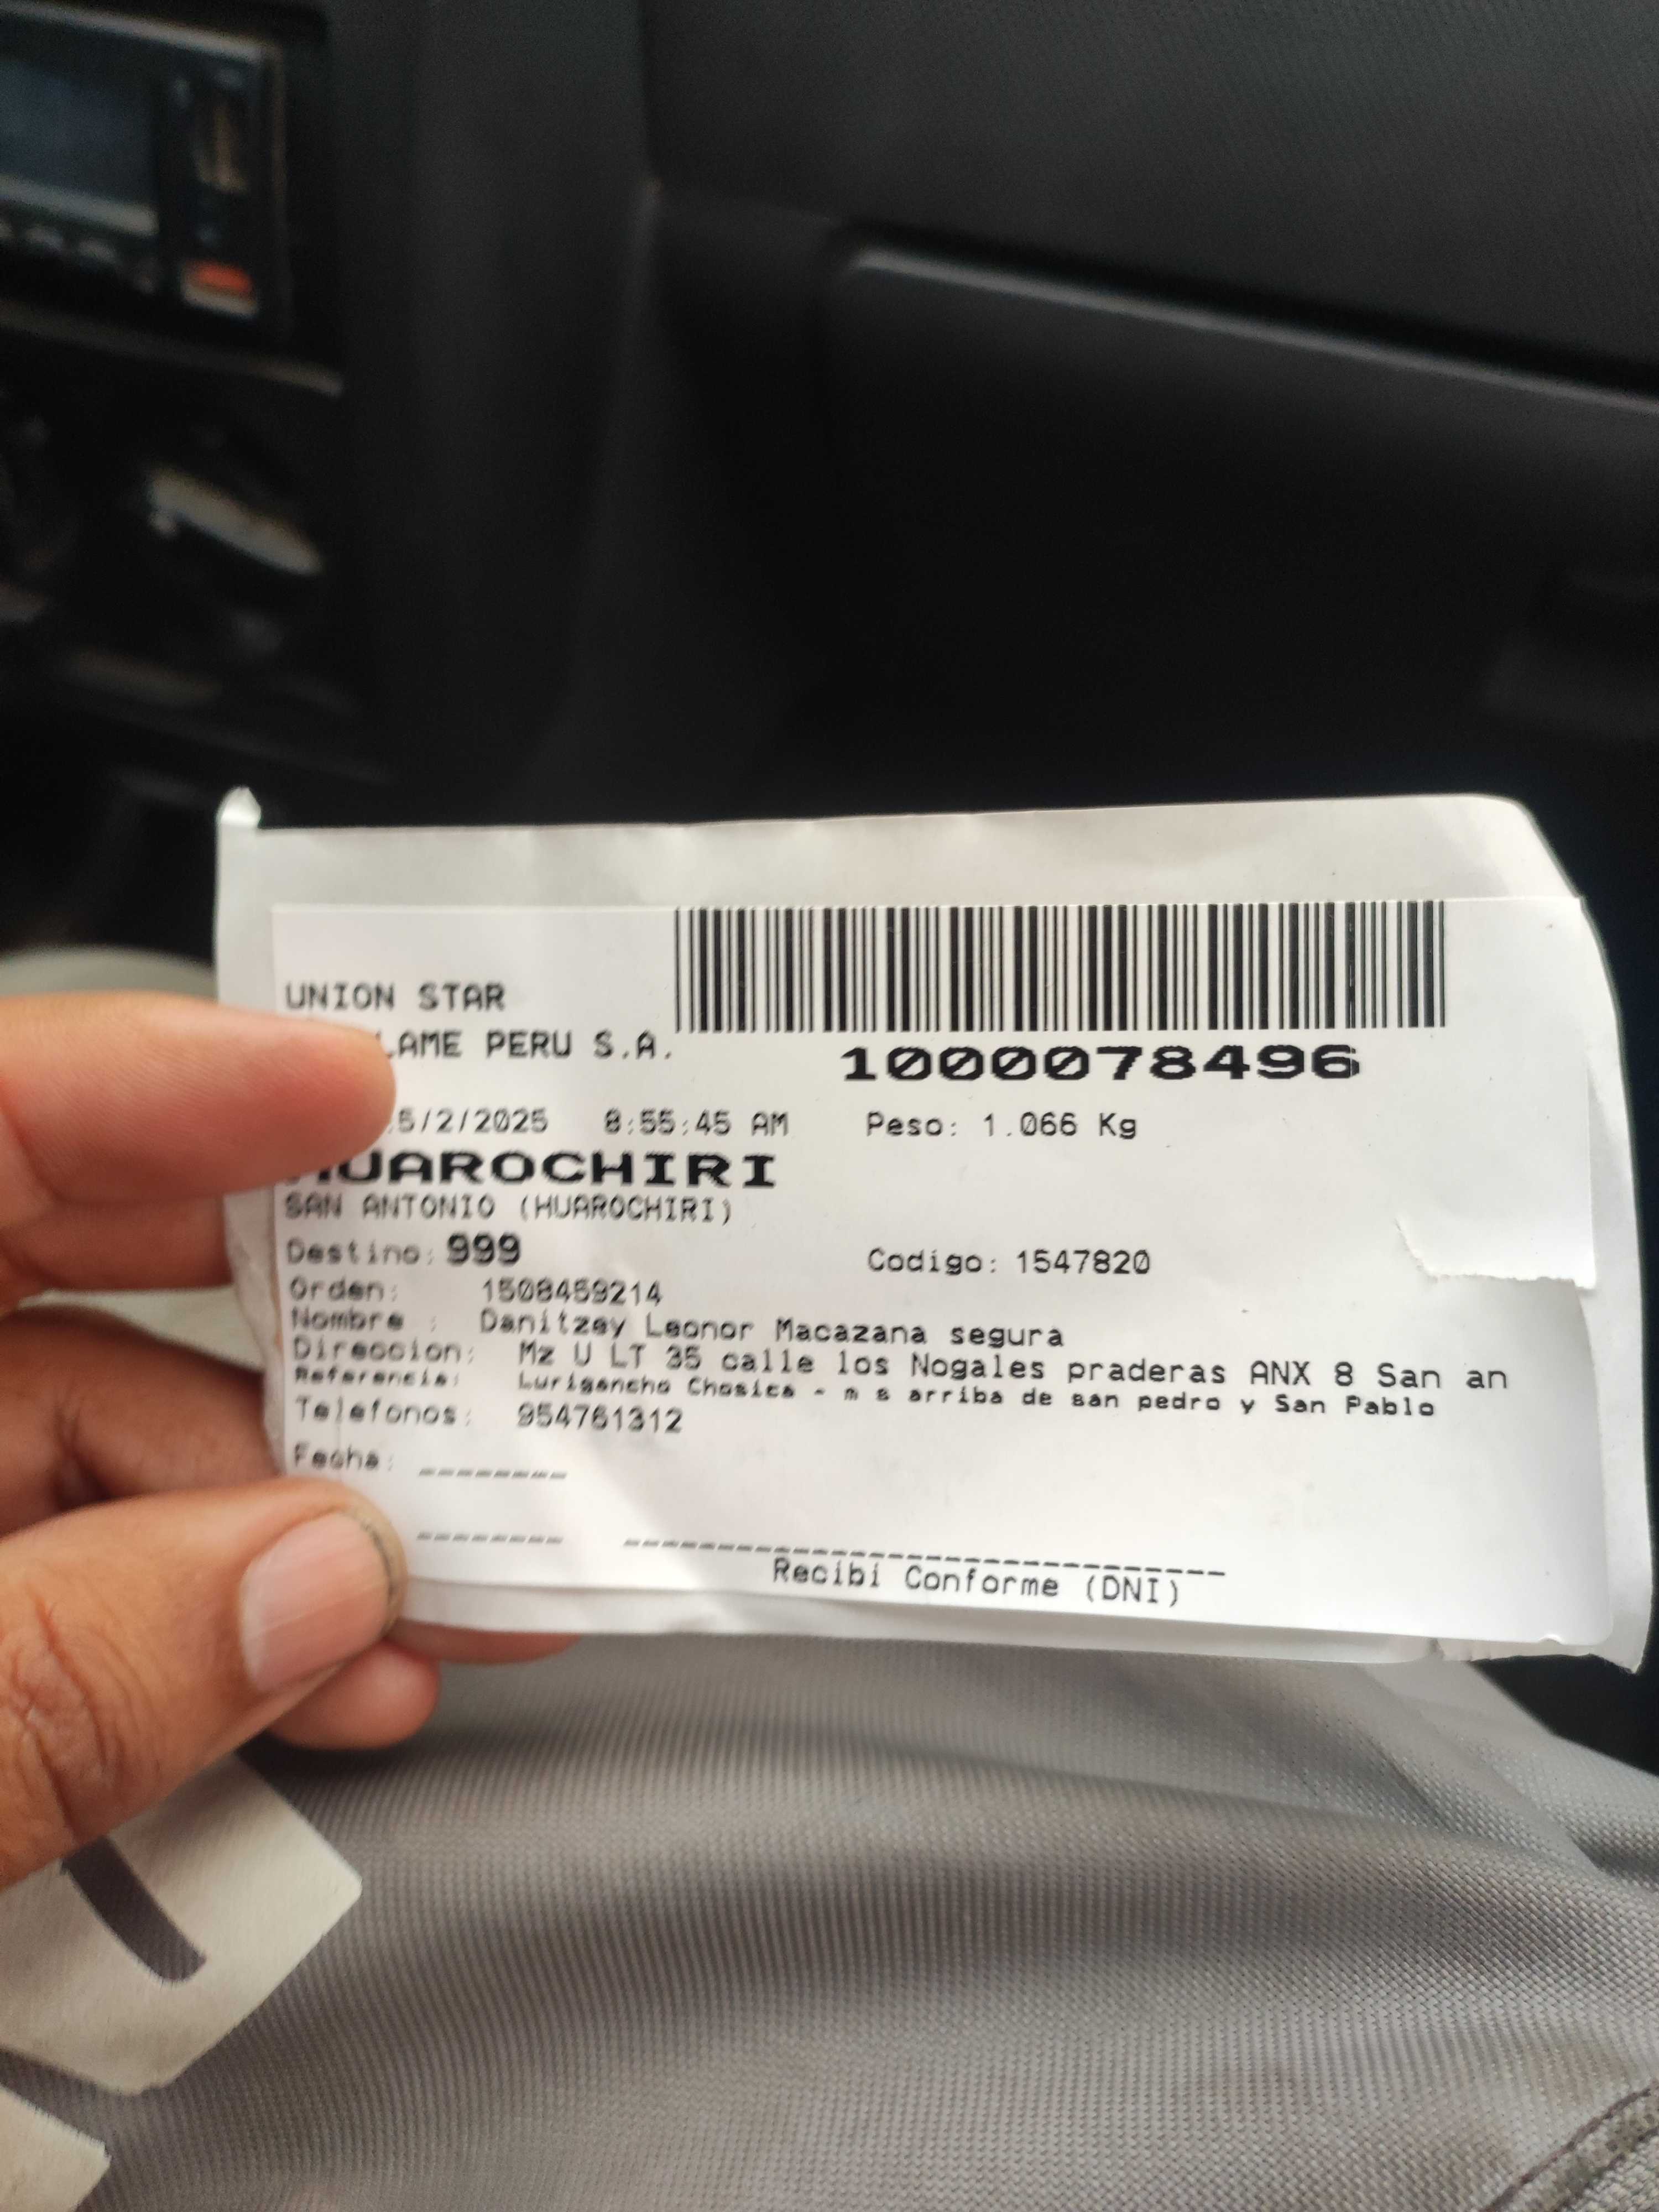 UNION STAR
LAME PERU S.A.
1000078496
5/2/2025 8:55:45 AM Peso: 1.066 Kg
HUAROCHIRI
SAN ANTONIO (HUAROCHIRI)
Destino: 999 Codigo: 1547820
Orden: 1508459214
Nombre : Danitzey Leonor Macazana segura
Direccion: Mz U LT 35 calle los Nogales praderas ANX 8 San an
Referencia: Lurigancho Chosica - m s arriba de san pedro y San Pablo
Telefonos: 954761312
Fecha: --------
-------- ------------------------------------
Recibi Conforme (DNI)